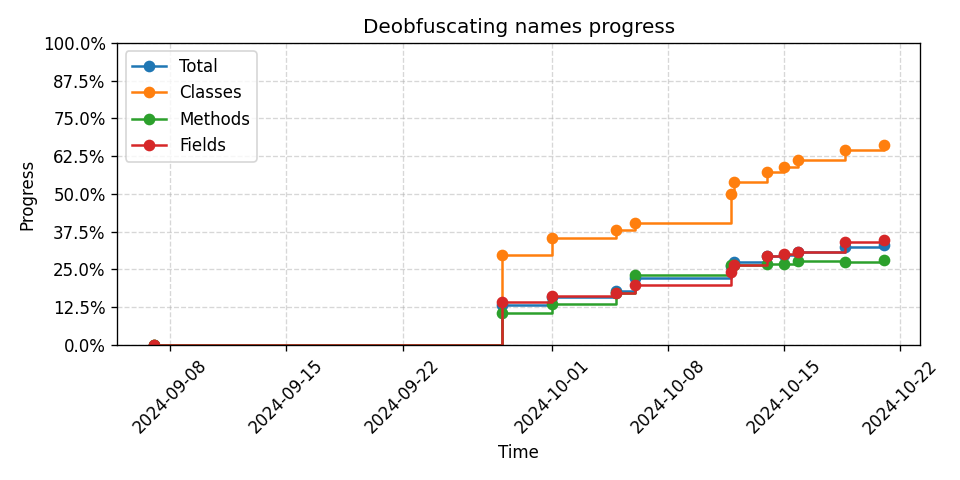 Deobfuscating names progress
100.0%
87.5%
75.0%
62.5%
50.0%
37.5%
25.0%
12.5%
0.0%
Progress
Total
Classes
Methods
Fields
2024-09-08
2024-09-15
2024-09-22
2024-10-01
2024-10-08
2024-10-15
2024-10-22
Time